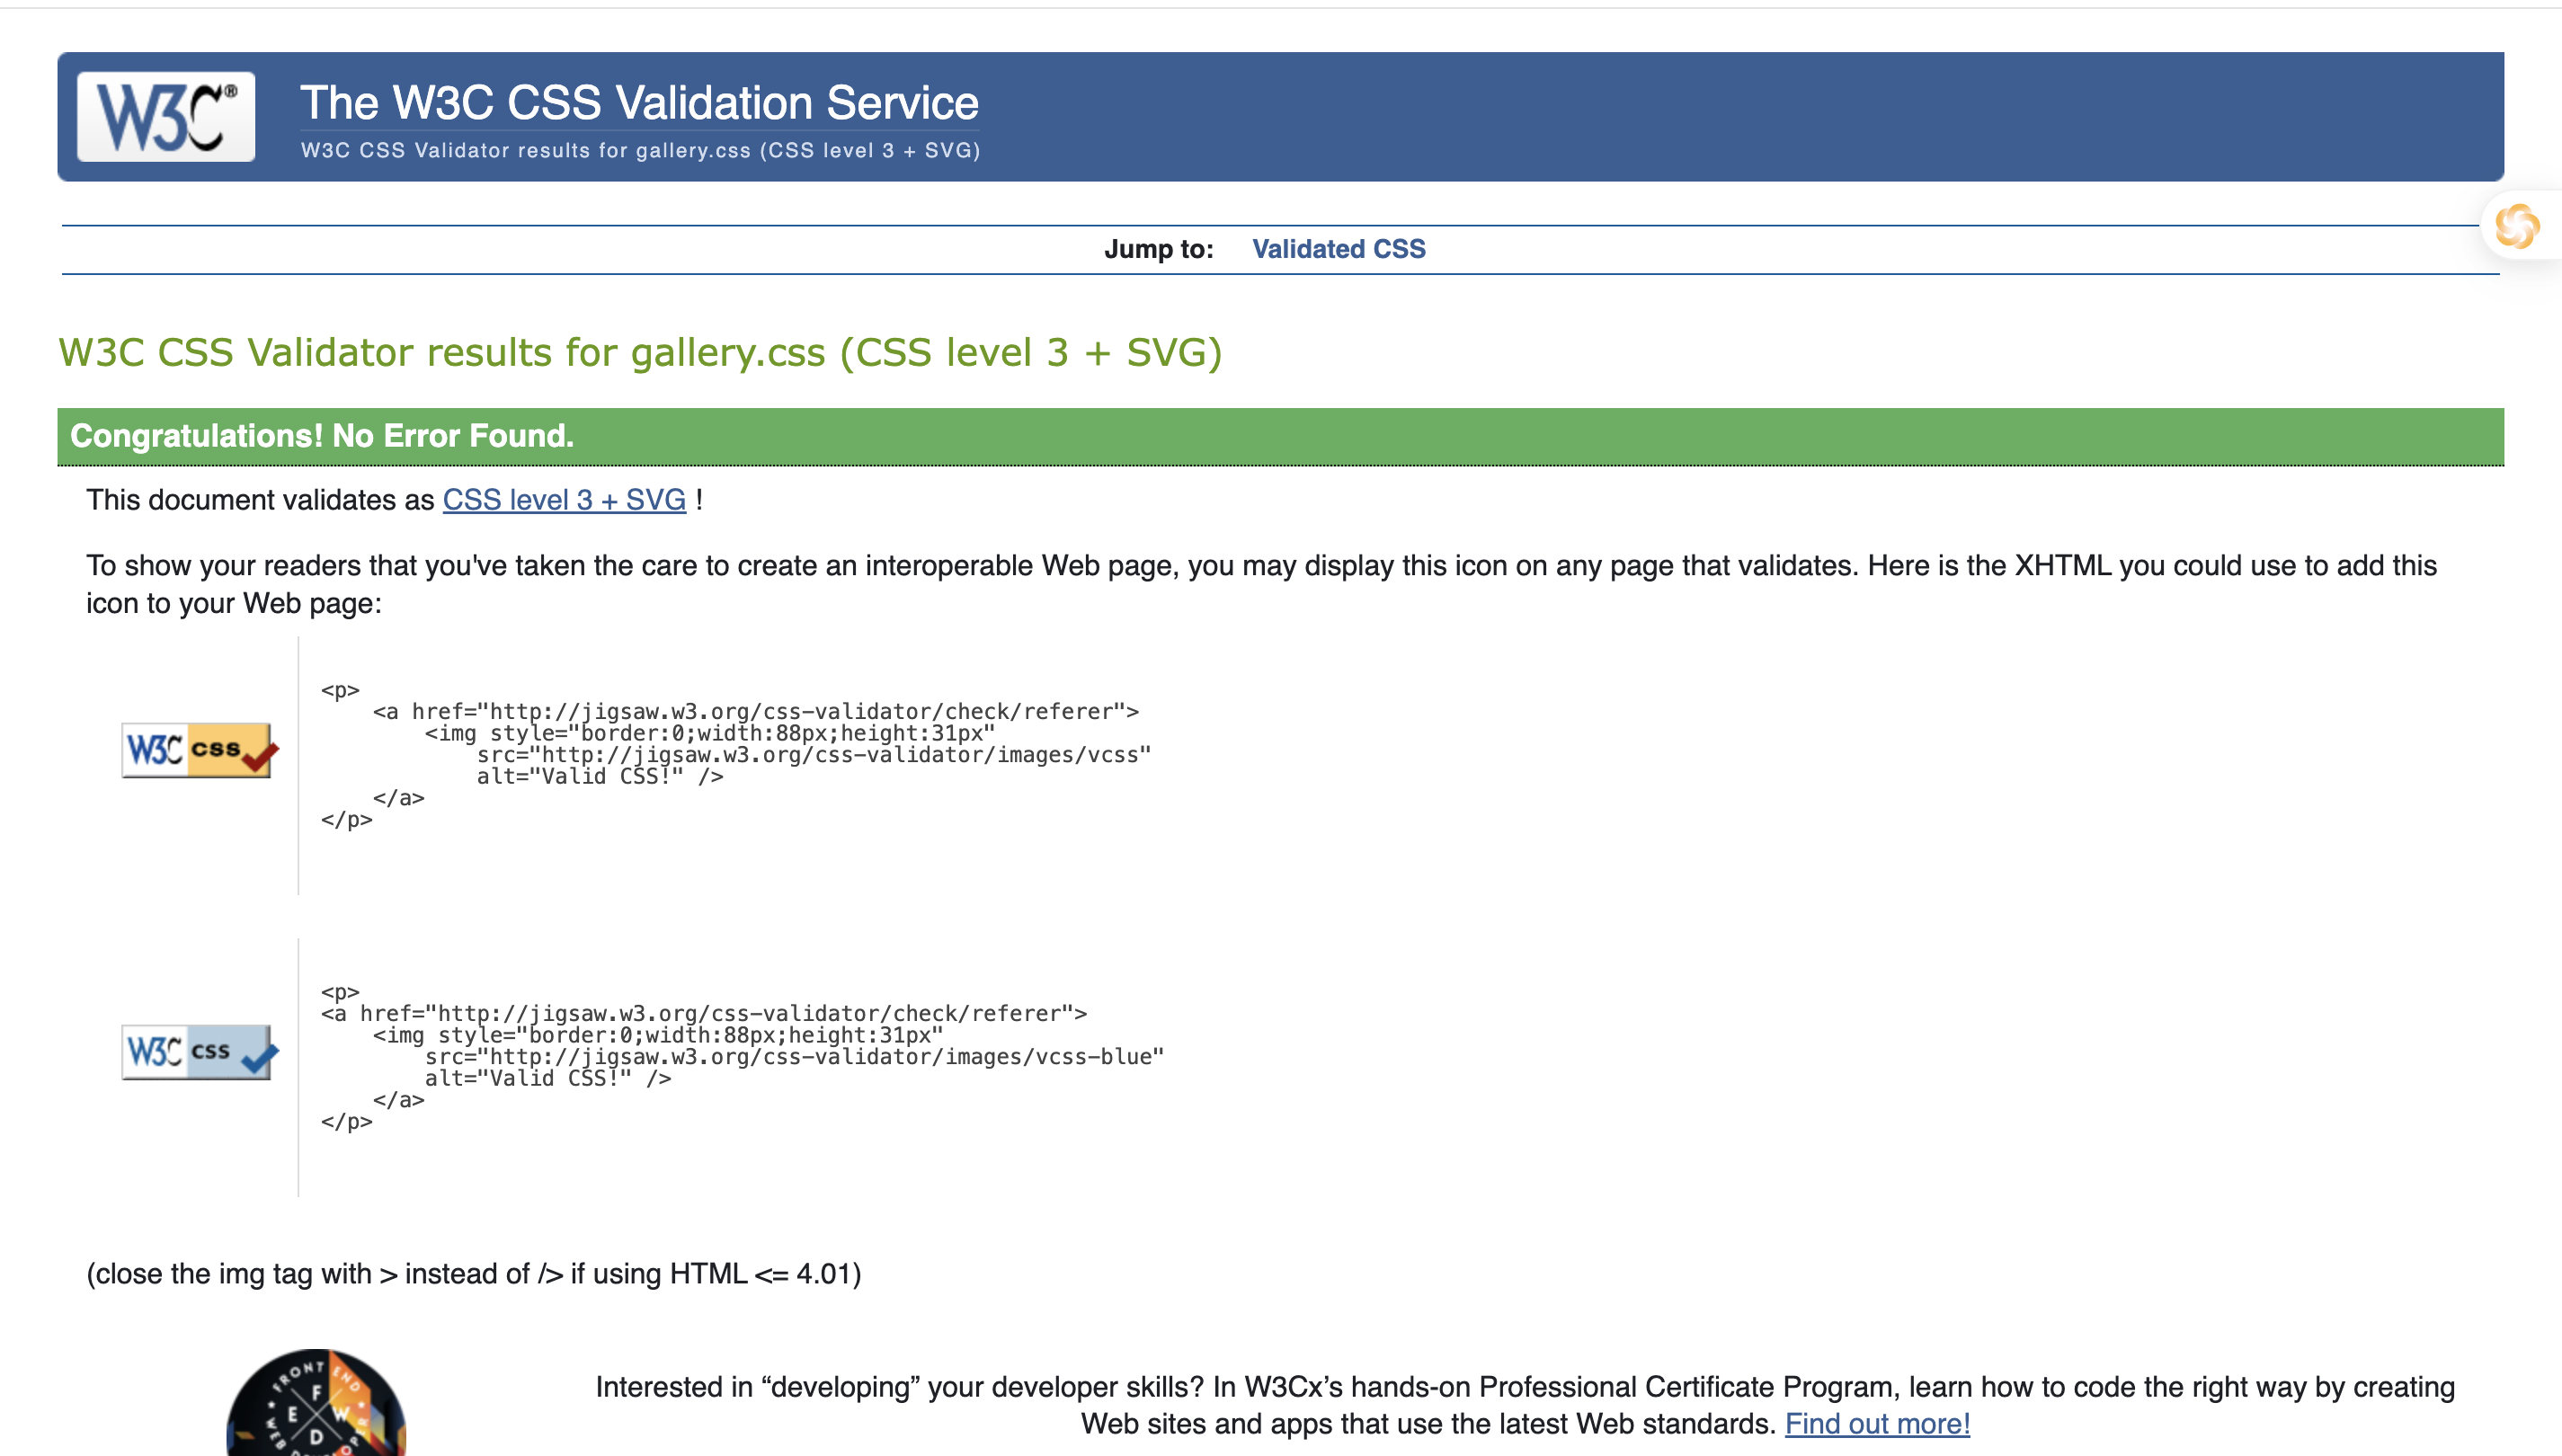 W3C®
The W3C CSS Validation Service
W3C CSS Validator results for gallery.css (CSS level 3 + SVG)
Jump to: Validated CSS
W3C CSS Validator results for gallery.css (CSS level 3 + SVG)
Congratulations! No Error Found.
This document validates as CSS level 3 + SVG !
To show your readers that you've taken the care to create an interoperable Web page, you may display this icon on any page that validates. Here is the XHTML you could use to add this
icon to your Web page:
W3C css
<p>
    <a href="http://jigsaw.w3.org/css-validator/check/referer">
        <img style="border:0;width:88px;height:31px"
            src="http://jigsaw.w3.org/css-validator/images/vcss"
            alt="Valid CSS!" />
    </a>
</p>
W3C css
<p>
<a href="http://jigsaw.w3.org/css-validator/check/referer">
    <img style="border:0;width:88px;height:31px"
        src="http://jigsaw.w3.org/css-validator/images/vcss-blue"
        alt="Valid CSS!" />
    </a>
</p>
(close the img tag with > instead of /> if using HTML <= 4.01)
FRONT END
F
E W
D
WEB
Interested in “developing” your developer skills? In W3Cx’s hands-on Professional Certificate Program, learn how to code the right way by creating
Web sites and apps that use the latest Web standards. Find out more!